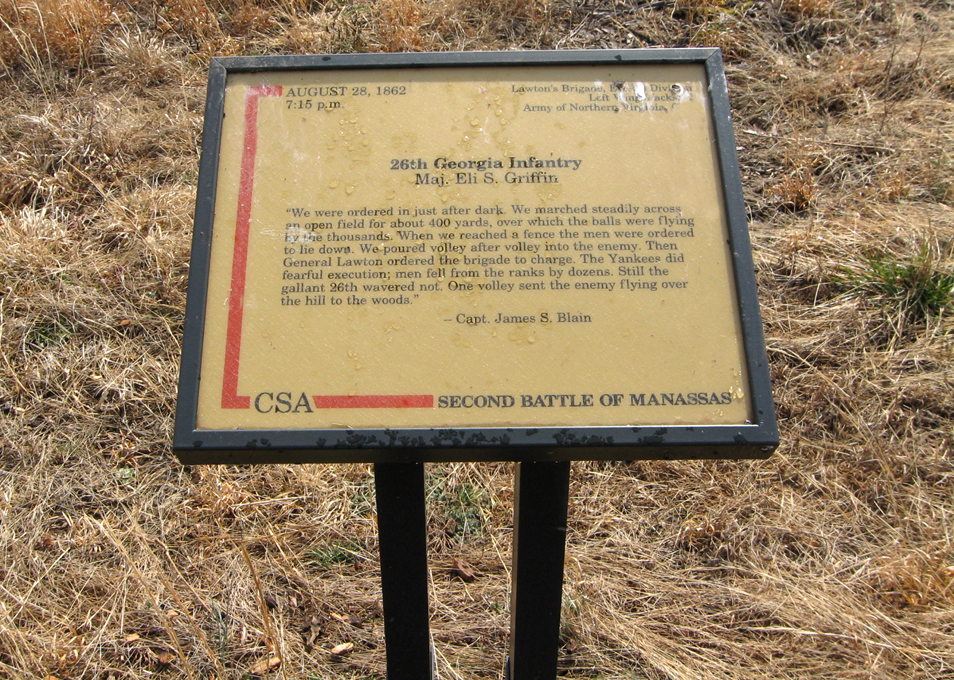 AUGUST 28, 1862
7:15 p.m.
Lawton's Brigade,
Left
Army of Northern Virginia,
26th Georgia Infantry
Maj. Eli S. Griffin
"We were ordered in just after dark. We marched steadily across
an open field for about 400 yards, over which the balls were flying
by the thousands. When we reached a fence the men were ordered
to lie down. We poured volley after volley into the enemy. Then
General Lawton ordered the brigade to charge. The Yankees did
fearful execution; men fell from the ranks by dozens. Still the
gallant 26th wavered not. One volley sent the enemy flying over
the hill to the woods."
– Capt. James S. Blain
CSA
SECOND BATTLE OF MANASSAS